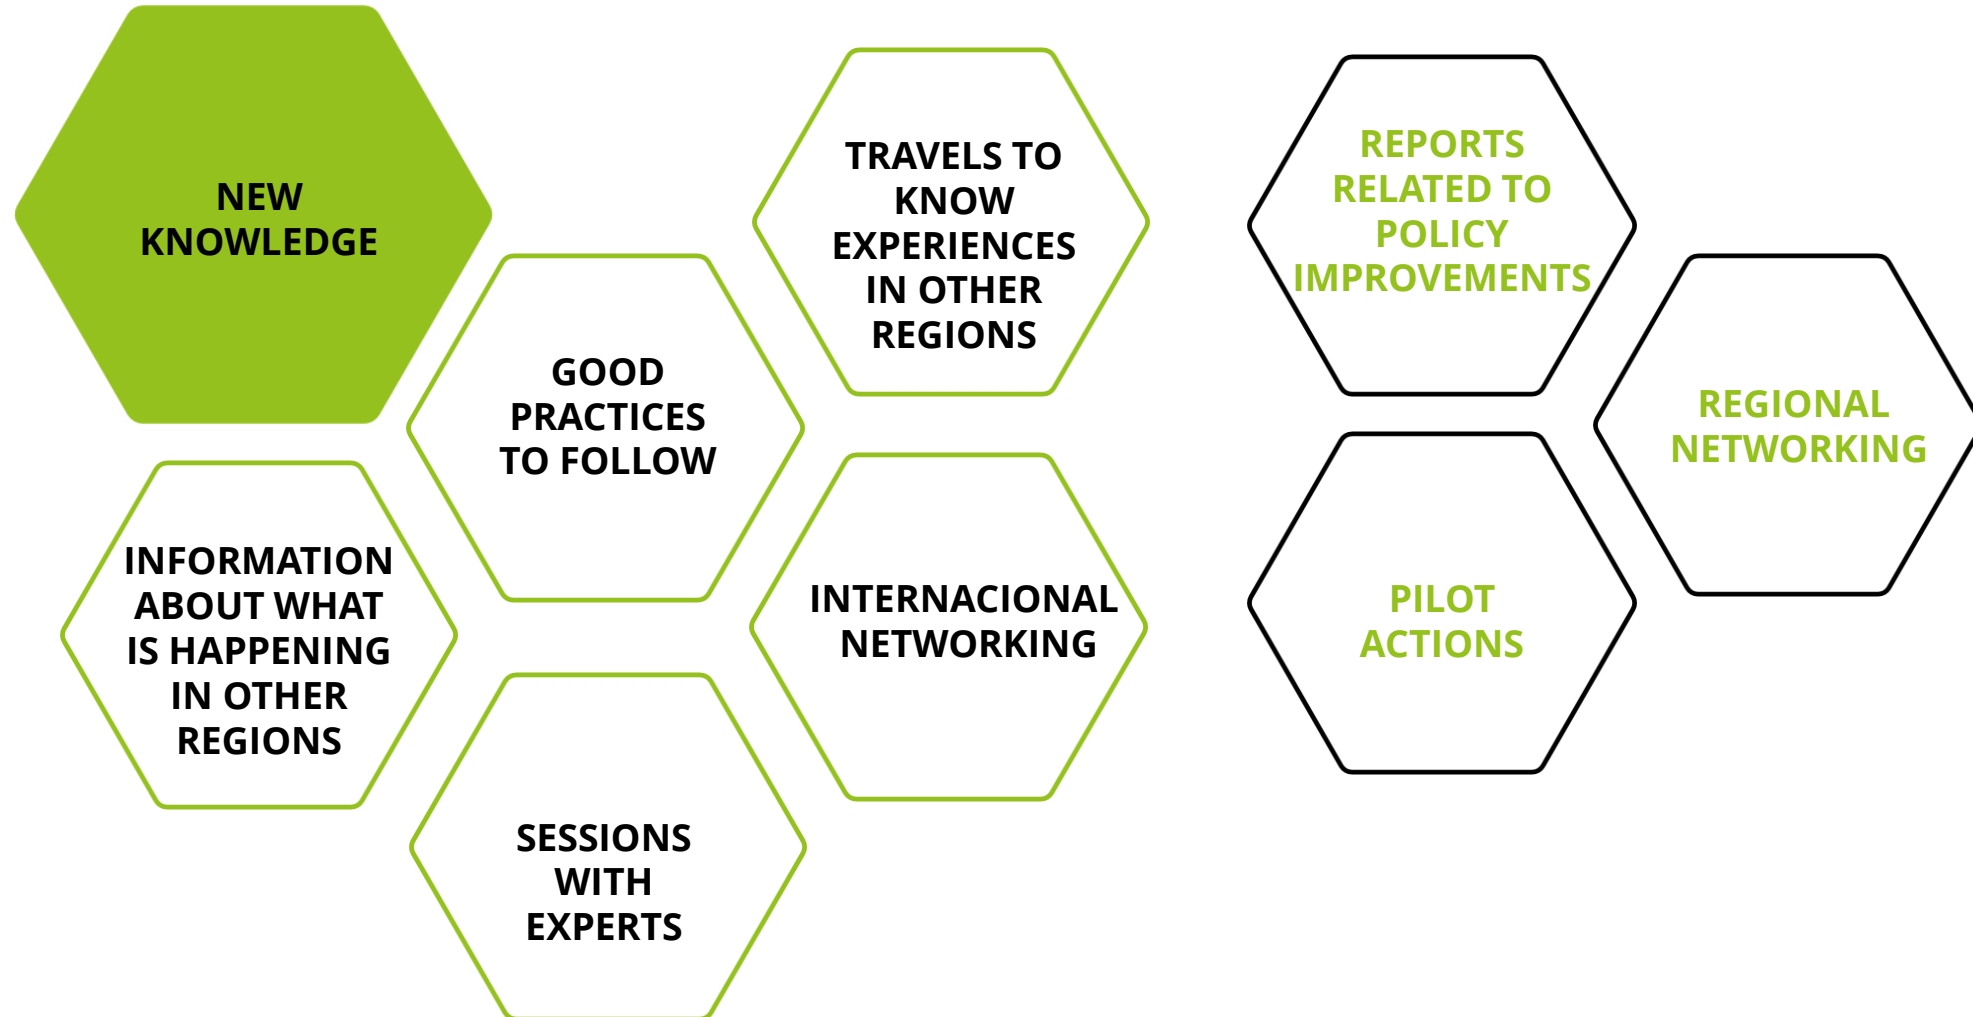 NEW
KNOWLEDGE
GOOD
PRACTICES
TO FOLLOW
TRAVELS TO
KNOW
EXPERIENCES
IN OTHER
REGIONS
INFORMATION
ABOUT WHAT
IS HAPPENING
IN OTHER
REGIONS
INTERNACIONAL
NETWORKING
SESSIONS
WITH
EXPERTS
REPORTS
RELATED TO
POLICY
IMPROVEMENTS
REGIONAL
NETWORKING
PILOT
ACTIONS